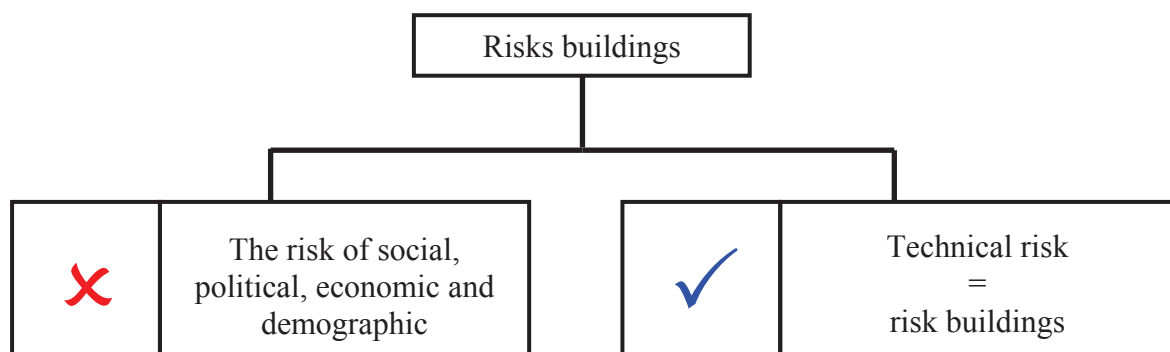 Risks buildings
The risk of social,
political, economic and
demographic
Technical risk
=
risk buildings